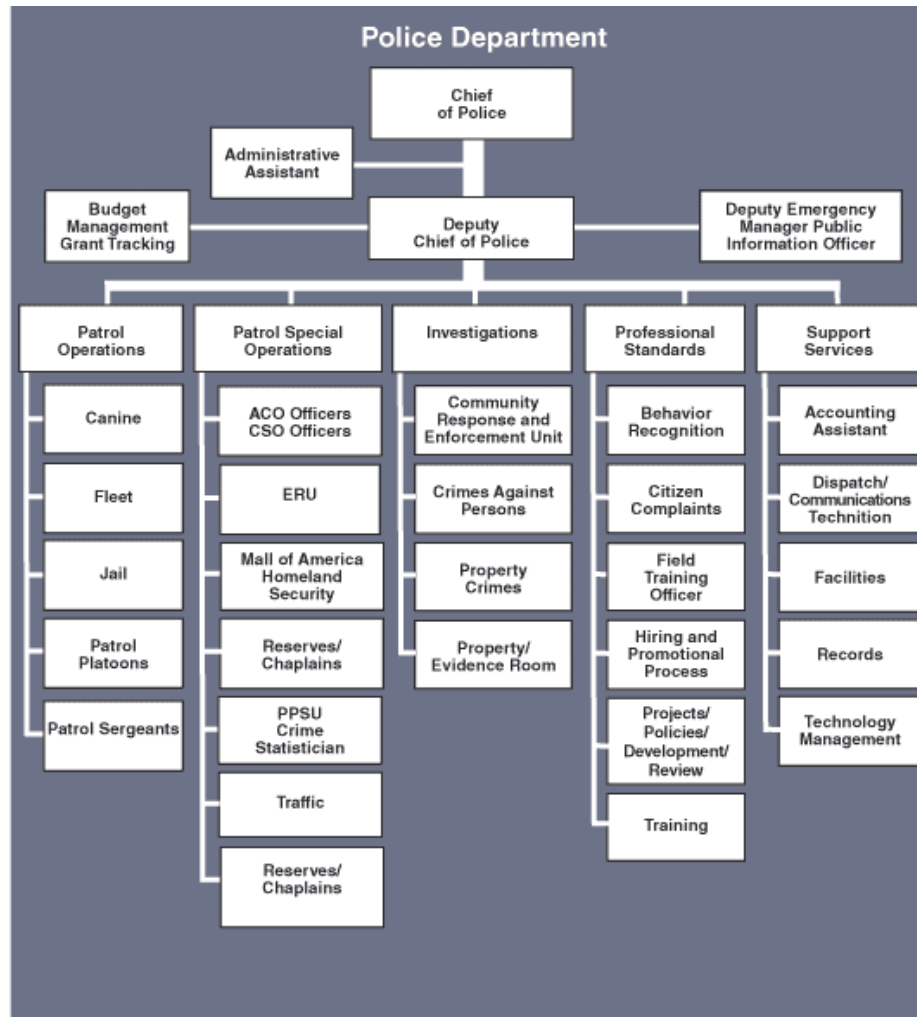 Police Department
Chief
of Police
Administrative
Assistant
Budget
Management
Grant Tracking
Deputy
Chief of Police
Deputy Emergency
Manager Public
Information Officer
Patrol
Operations
Patrol Special
Operations
Investigations
Professional
Standards
Support
Services
Canine
Fleet
Jail
Patrol
Platoons
Patrol Sergeants
ACO Officers
CSO Officers
ERU
Mall of America
Homeland
Security
Reserves/
Chaplains
PPSU
Crime
Statistician
Traffic
Reserves/
Chaplains
Community
Response and
Enforcement Unit
Crimes Against
Persons
Property
Crimes
Property/
Evidence Room
Behavior
Recognition
Citizen
Complaints
Field
Training
Officer
Hiring and
Promotional
Process
Projects/
Policies/
Development/
Review
Training
Accounting
Assistant
Dispatch/
Communications
Technition
Facilities
Records
Technology
Management